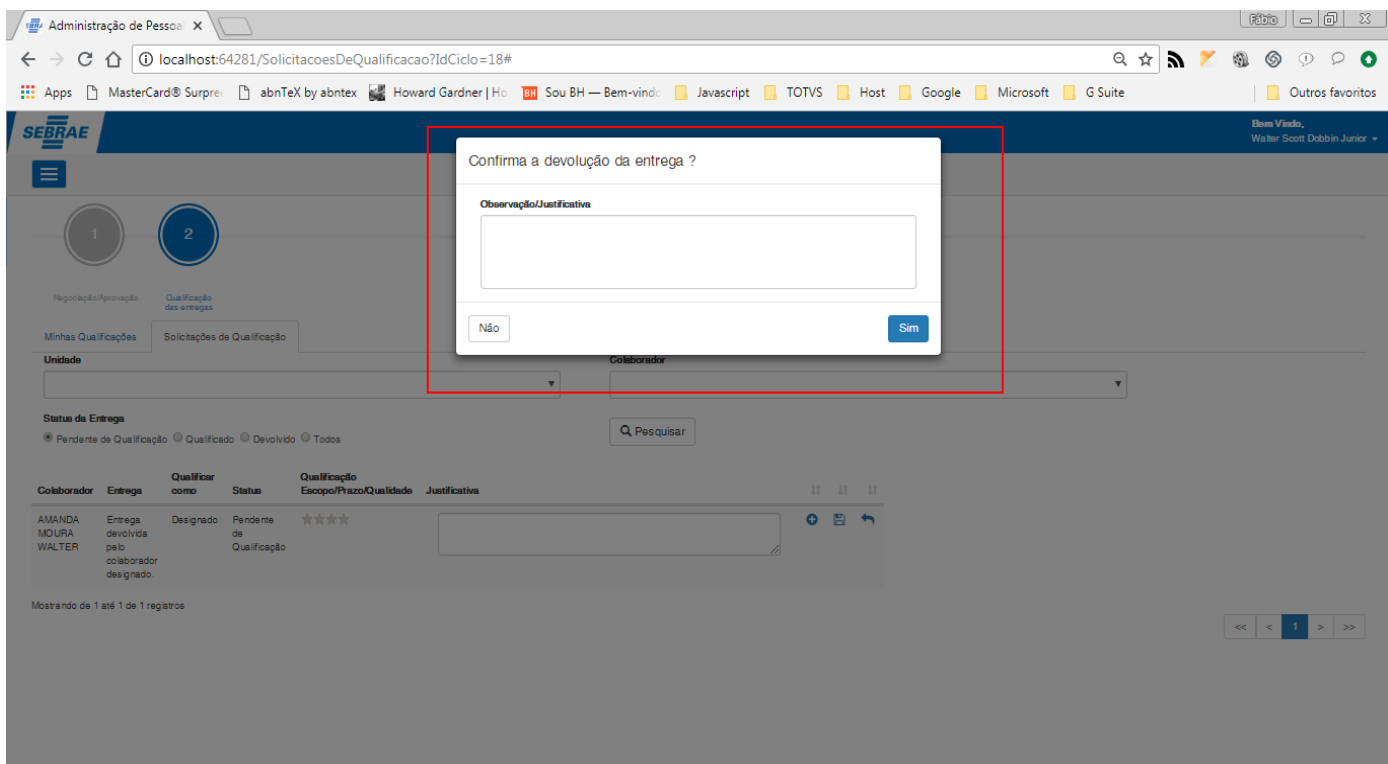 Administração de Pessoa
Fábio
localhost:64281/SolicitacoesDeQualificacao?IdCiclo=18#
Apps MasterCard® Surpre abnTeX by abntex Howard Gardner | Ho BH Sou BH — Bem-vindo Javascript TOTVS Host Google Microsoft G Suite Outros favoritos
SEBRAE
Bem Vindo,
Walter Scott Dobbin Junior
Confirma a devolução da entrega ?
Observação/Justificativa
Não Sim
1 2
Negociação/Aprovação
Qualificação
das entregas
Minhas Qualificações Solicitações de Qualificação
Unidade Colaborador
Status da Entrega
Pendente de Qualificação Qualificado Devolvido Todos
Pesquisar
Colaborador Entrega Qualificar como Status Qualificação Escopo/Prazo/Qualidade Justificativa
AMANDA Entrega Designado Pendente
MOURA devolvida de
WALTER pelo Qualificação
colaborador
designado.
Mostrando de 1 até 1 de 1 registros
<< < 1 > >>